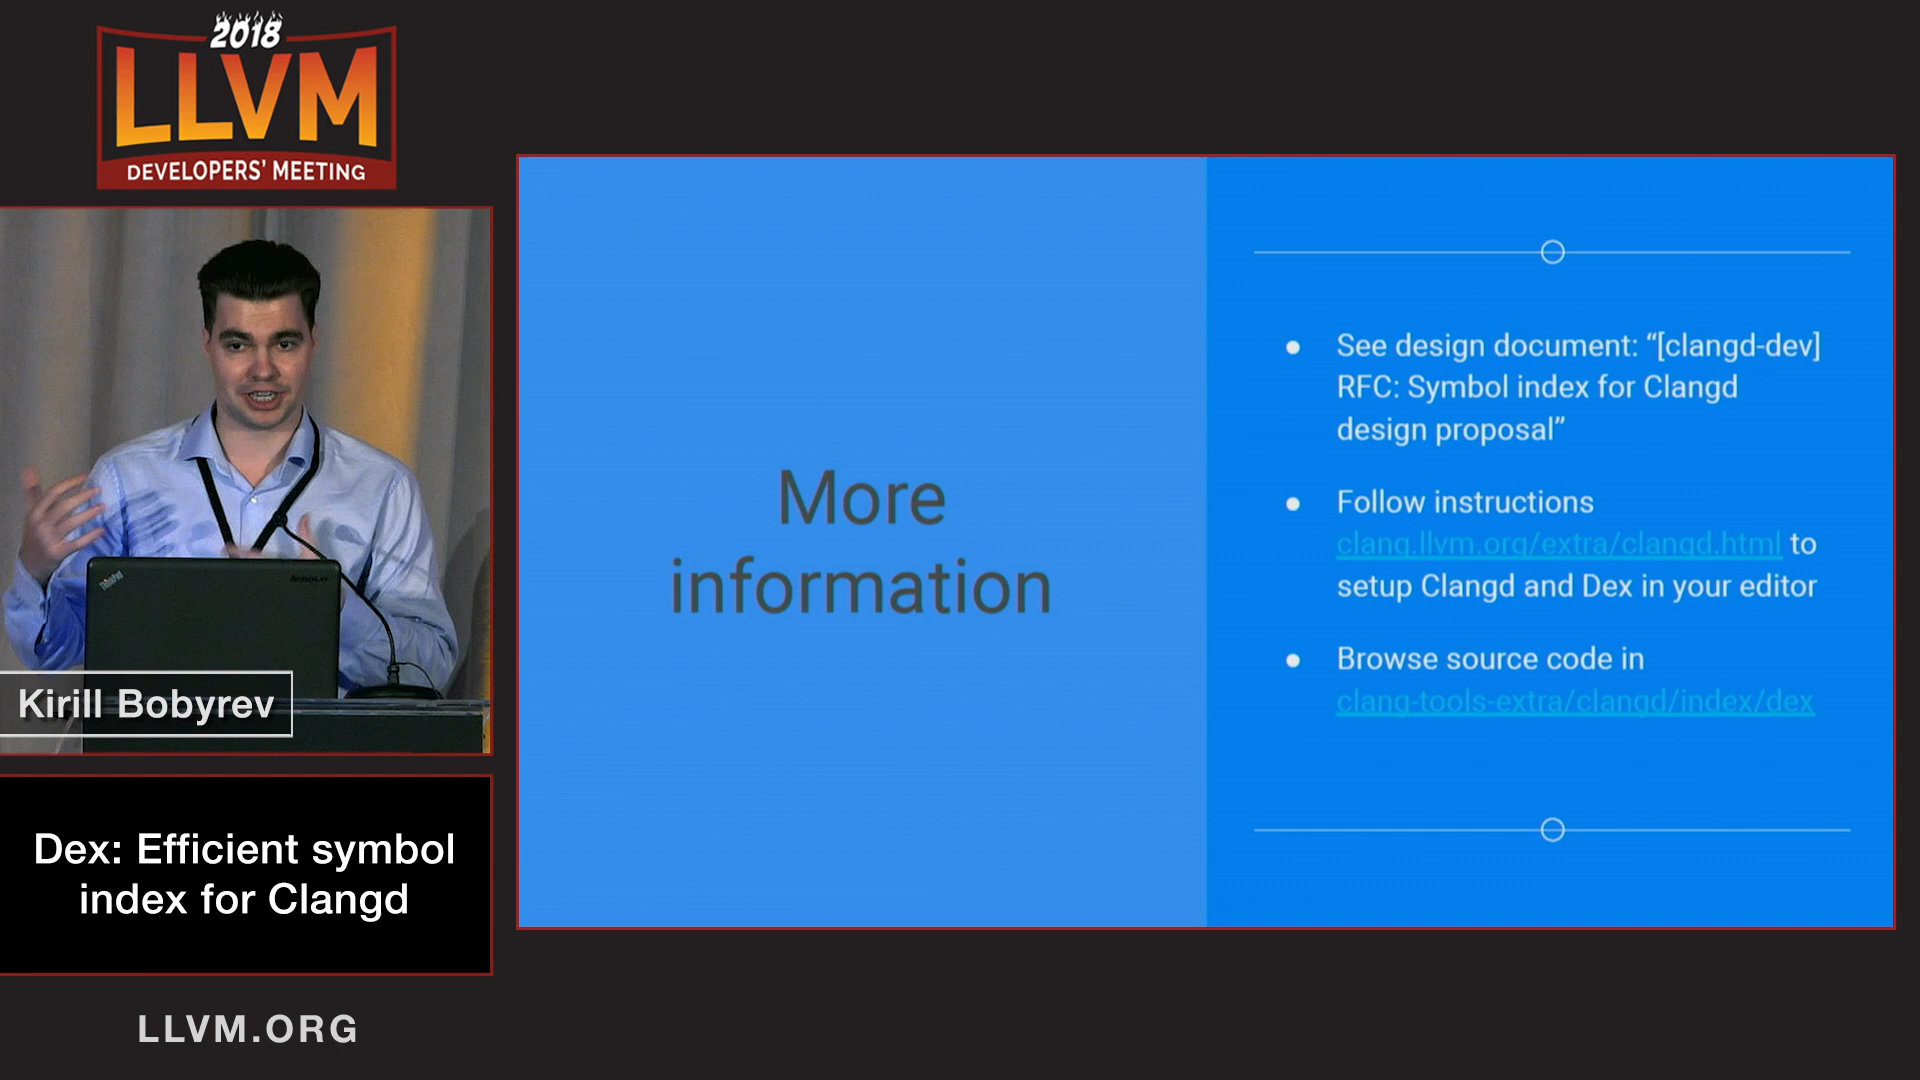 2018
LLVM
DEVELOPERS' MEETING
ThinkPad
lenovo
Kirill Bobyrev
Dex: Efficient symbol
index for Clangd
LLVM.ORG
More
information
● See design document: “[clangd-dev]
RFC: Symbol index for Clangd
design proposal”
● Follow instructions
clang.llvm.org/extra/clangd.html to
setup Clangd and Dex in your editor
● Browse source code in
clang-tools-extra/clangd/index/dex